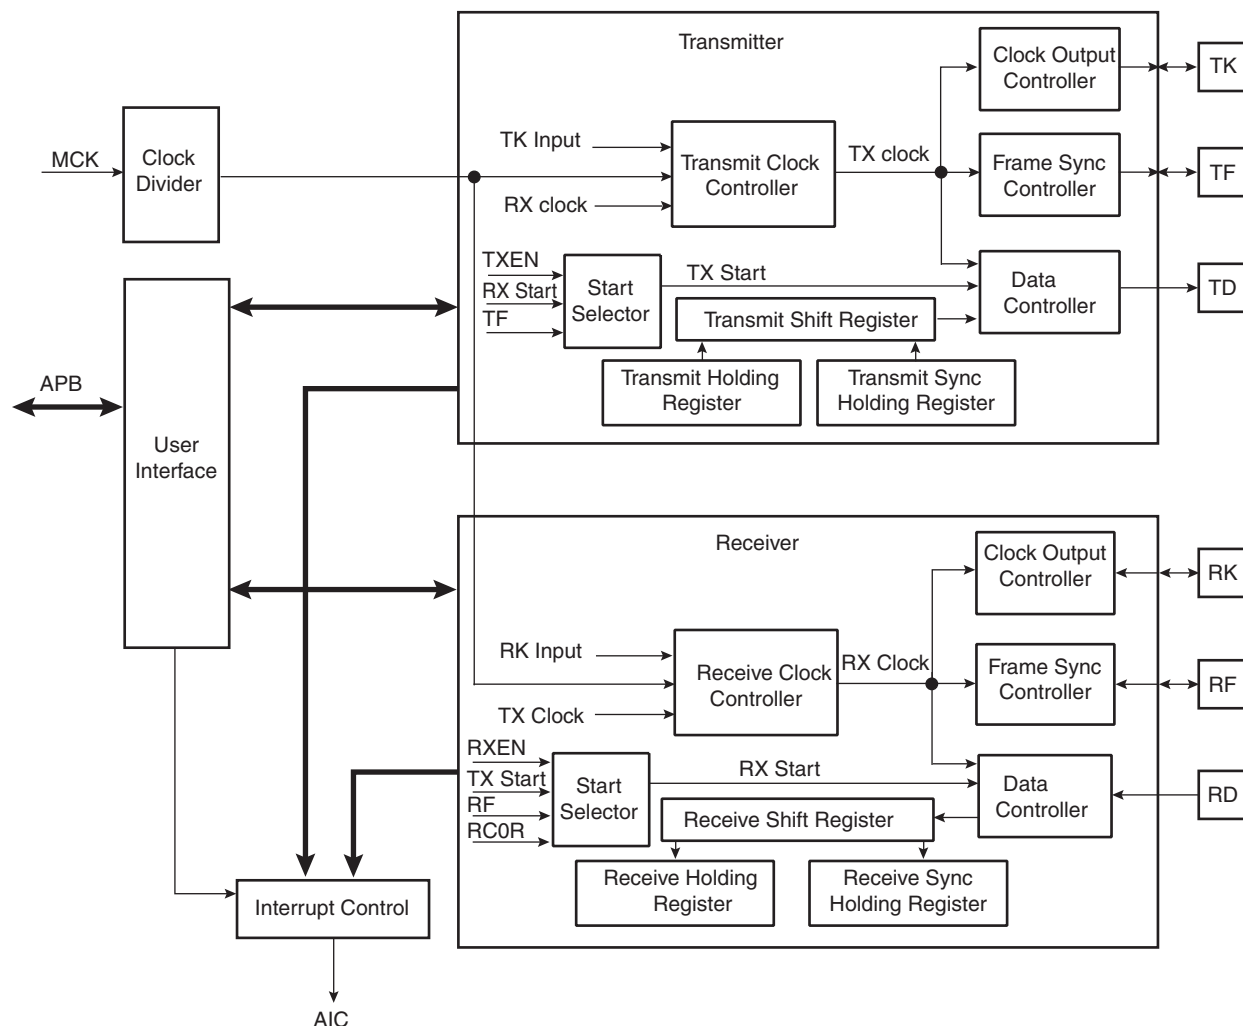 Transmitter
Clock Output
Controller
TK
MCK
Clock
Divider
TK Input
Transmit Clock
Controller
TX clock
Frame Sync
Controller
TF
RX clock
TXEN
RX Start
TF
Start
Selector
TX Start
Data
Controller
TD
Transmit Shift Register
Transmit Holding
Register
Transmit Sync
Holding Register
APB
User
Interface
Receiver
Clock Output
Controller
RK
RK Input
Receive Clock
Controller
RX Clock
Frame Sync
Controller
RF
TX Clock
RXEN
TX Start
RF
RC0R
Start
Selector
RX Start
Data
Controller
RD
Receive Shift Register
Receive Holding
Register
Receive Sync
Holding Register
Interrupt Control
AIC